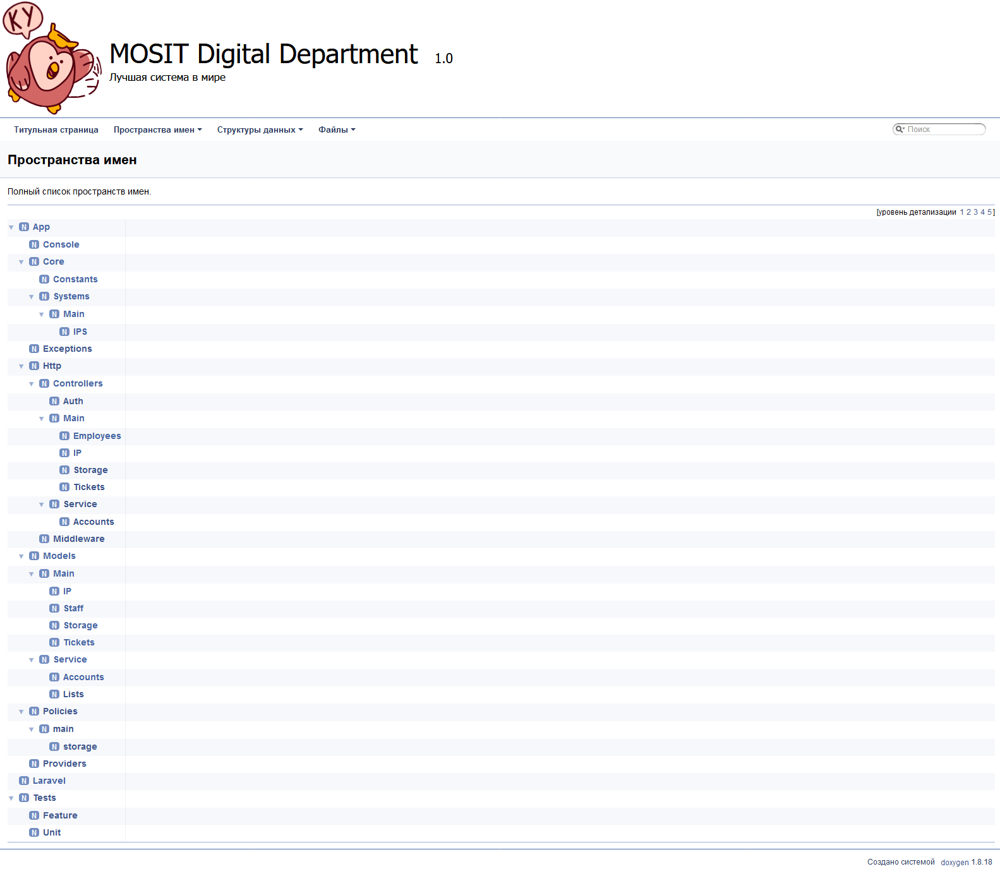 КУ
MOSIT Digital Department 1.0
Лучшая система в мире
Титульная страница Пространства имен Структуры данных Файлы Поиск
Пространства имен
Полный список пространств имен.
[уровень детализации 1 2 3 4 5]
N App
N Console
N Core
N Constants
N Systems
N Main
N IPS
N Exceptions
N Http
N Controllers
N Auth
N Main
N Employees
N IP
N Storage
N Tickets
N Service
N Accounts
N Middleware
N Models
N Main
N IP
N Staff
N Storage
N Tickets
N Service
N Accounts
N Lists
N Policies
N main
N storage
N Providers
N Laravel
N Tests
N Feature
N Unit
Создано системой doxygen 1.8.18